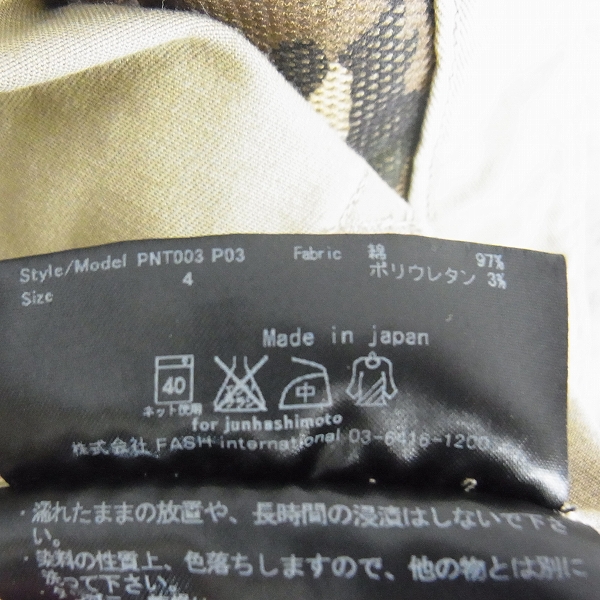 Style/Model PNT003 P03 Fabric 綿 97%
Size 4 ポリウレタン 3%
Made in japan
40 中
ネット使用
for junhashimoto
株式会社 FASH international 03-6416-1200
・濡れたままの放置や、長時間の浸漬はしないで下さ
い。
・染料の性質上、色落ちしますので、他の物とは別に
洗って下さい。